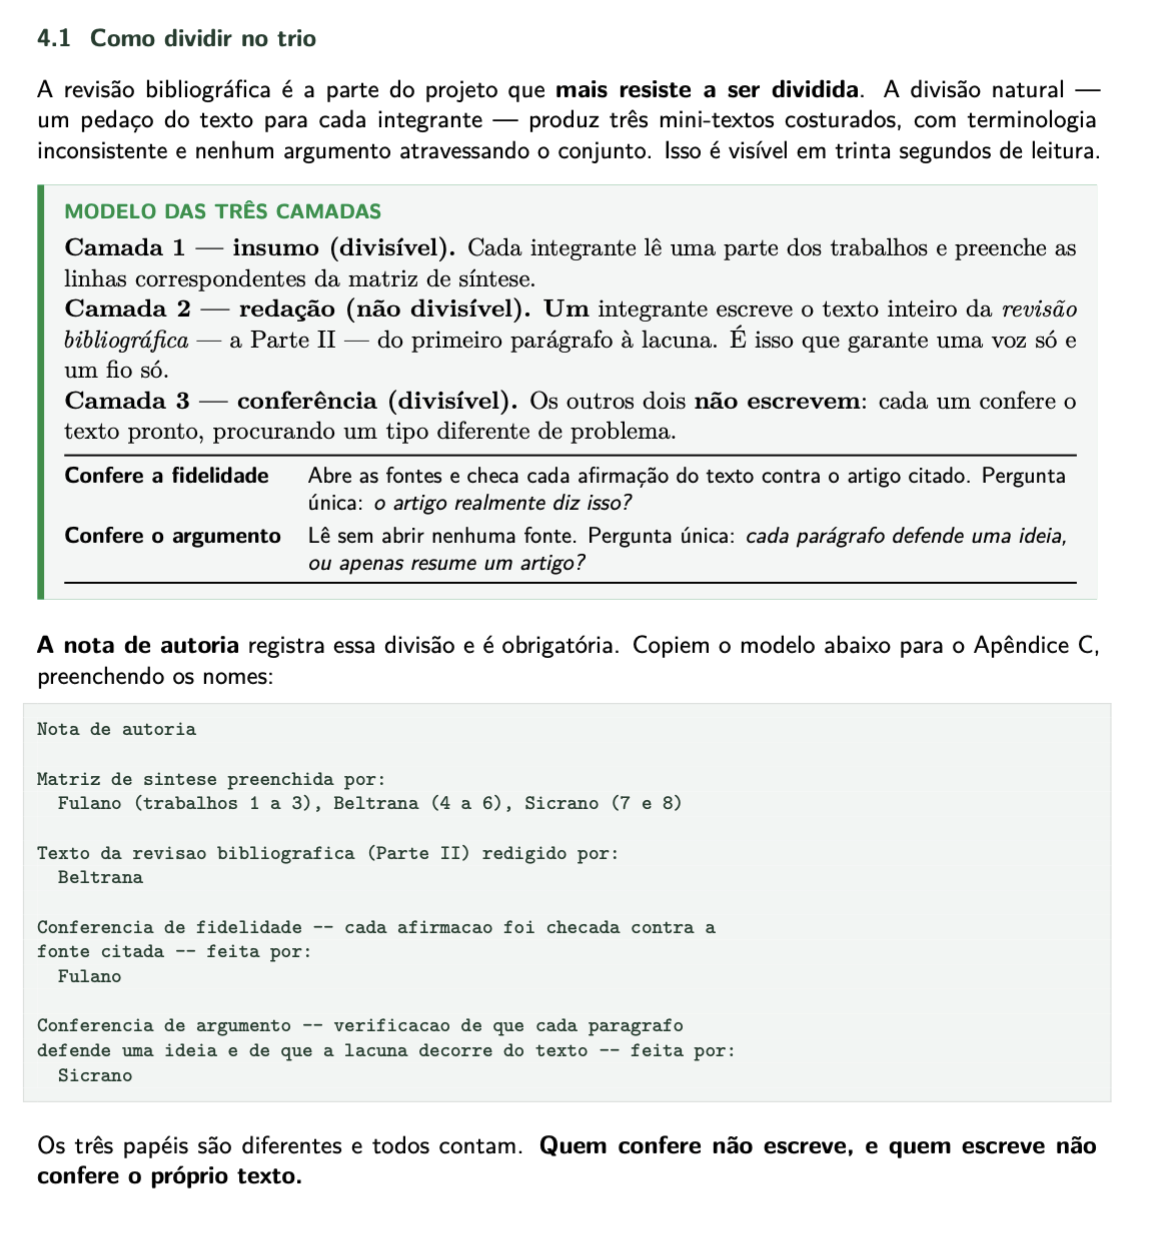 4.1 Como dividir no trio
A revisão bibliográfica é a parte do projeto que mais resiste a ser dividida. A divisão natural —
um pedaço do texto para cada integrante — produz três mini-textos costurados, com terminologia
inconsistente e nenhum argumento atravessando o conjunto. Isso é visível em trinta segundos de leitura.
MODELO DAS TRÊS CAMADAS
Camada 1 — insumo (divisível). Cada integrante lê uma parte dos trabalhos e preenche as
linhas correspondentes da matriz de síntese.
Camada 2 — redação (não divisível). Um integrante escreve o texto inteiro da revisão
bibliográfica — a Parte II — do primeiro parágrafo à lacuna. É isso que garante uma voz só e
um fio só.
Camada 3 — conferência (divisível). Os outros dois não escrevem: cada um confere o
texto pronto, procurando um tipo diferente de problema.
Confere a fidelidade Abre as fontes e checa cada afirmação do texto contra o artigo citado. Pergunta
única: o artigo realmente diz isso?
Confere o argumento Lê sem abrir nenhuma fonte. Pergunta única: cada parágrafo defende uma ideia,
ou apenas resume um artigo?
A nota de autoria registra essa divisão e é obrigatória. Copiem o modelo abaixo para o Apêndice C,
preenchendo os nomes:
Nota de autoria
Matriz de sintese preenchida por:
Fulano (trabalhos 1 a 3), Beltrana (4 a 6), Sicrano (7 e 8)
Texto da revisao bibliografica (Parte II) redigido por:
Beltrana
Conferencia de fidelidade -- cada afirmacao foi checada contra a
fonte citada -- feita por:
Fulano
Conferencia de argumento -- verificacao de que cada paragrafo
defende uma ideia e de que a lacuna decorre do texto -- feita por:
Sicrano
Os três papéis são diferentes e todos contam. Quem confere não escreve, e quem escreve não
confere o próprio texto.